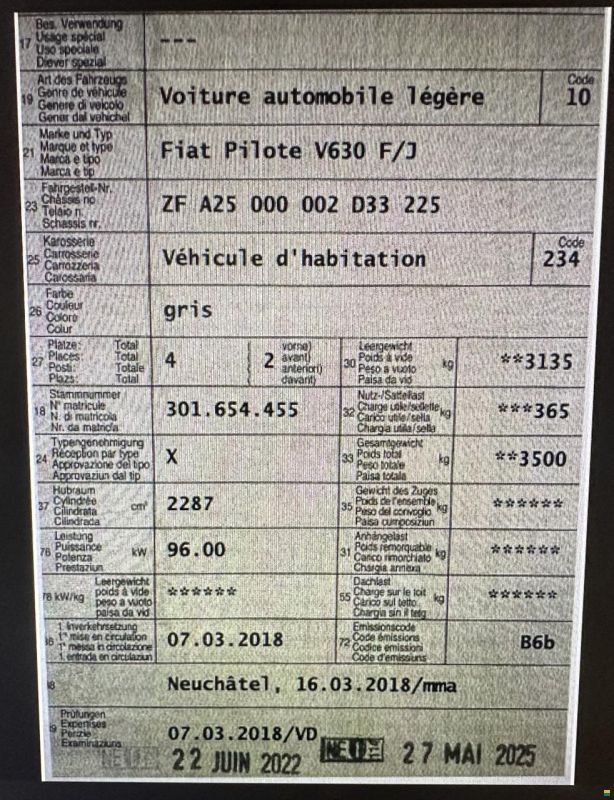 17 Bes. Verwendung
Usage spécial
Uso speciale
Diever spezial
---
19 Art des Fahrzeugs
Genre de véhicule
Genere di veicolo
Gener dal vehichel
Voiture automobile légère
Code
10
21 Marke und Typ
Marque et type
Marca e tipo
Marca e tip
Fiat Pilote V630 F/J
23 Fahrgestell-Nr.
Châssis no
Telaio n.
Schassis nr.
ZF A25 000 002 D33 225
25 Karosserie
Carrosserie
Carrozzeria
Carossaria
Véhicule d'habitation
Code
234
26 Farbe
Couleur
Colore
Colur
gris
27 Plätze: Total
Places: Total
Posti: Totale
Plazs: Total
4
2
vorne)
avant)
anteriori)
davant)
30 Leergewicht
Poids à vide
Peso a vuoto
Paisa da vid
kg
**3135
18 Stammnummer
N° matricule
N. di matricola
Nr. da matricla
301.654.455
32 Nutz-/Sattellast
Charge utile/sellette
Carico utile/sella
Chargia utila/sella
kg
***365
24 Typengenehmigung
Réception par type
Approvazione del tipo
Approvaziun dal tip
X
33 Gesamtgewicht
Poids total
Peso totale
Paisa totala
kg
**3500
37 Hubraum
Cylindrée
Cilindrata
Cilindrada
cm³
2287
35 Gewicht des Zuges
Poids de l'ensemble
Peso del convoglio
Paisa cumposiziun
kg
******
76 Leistung
Puissance
Potenza
Prestaziun
kW
96.00
31 Anhängelast
Poids remorquable
Carico rimorchiato
Chargia annexa
kg
******
78 kW/kg
Leergewicht
poids à vide
peso a vuoto
paisa da vid
******
55 Dachlast
Charge sur le toit
Carico sul tetto
Chargia sin il tetg
kg
******
36 1. Inverkehrsetzung
1re mise en circulation
1a messa in circolazione
1. entrada en circulaziun
07.03.2018
72 Emissionscode
Code émissions
Codice emissioni
Code d'emissiuns
B6b
Neuchâtel, 16.03.2018/mma
Prüfungen
Expertises
Perizie
Examinaziuns
07.03.2018/VD
22 JUIN 2022
NE
27 MAI 2025